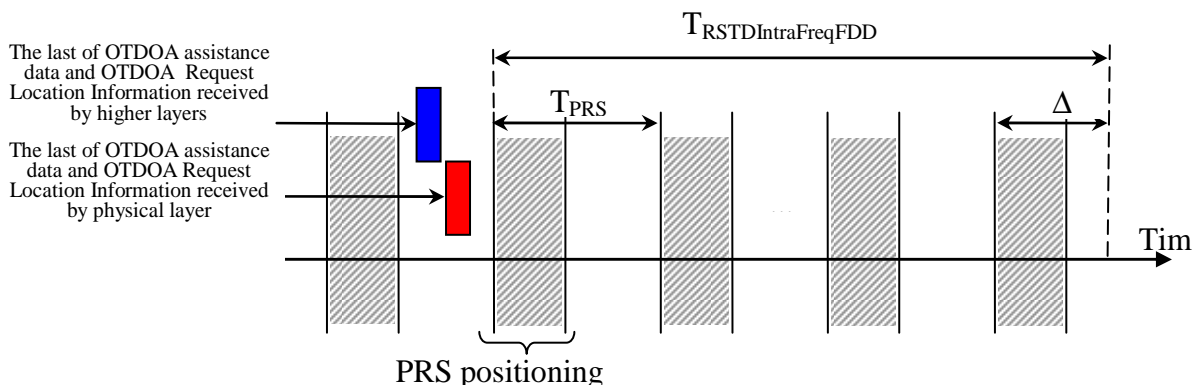 The last of OTDOA assistance
data and OTDOA Request
Location Information received
by higher layers
The last of OTDOA assistance
data and OTDOA Request
Location Information received
by physical layer
T_RSTDIntraFreqFDD
T_PRS
Δ
. . .
Tim
PRS positioning